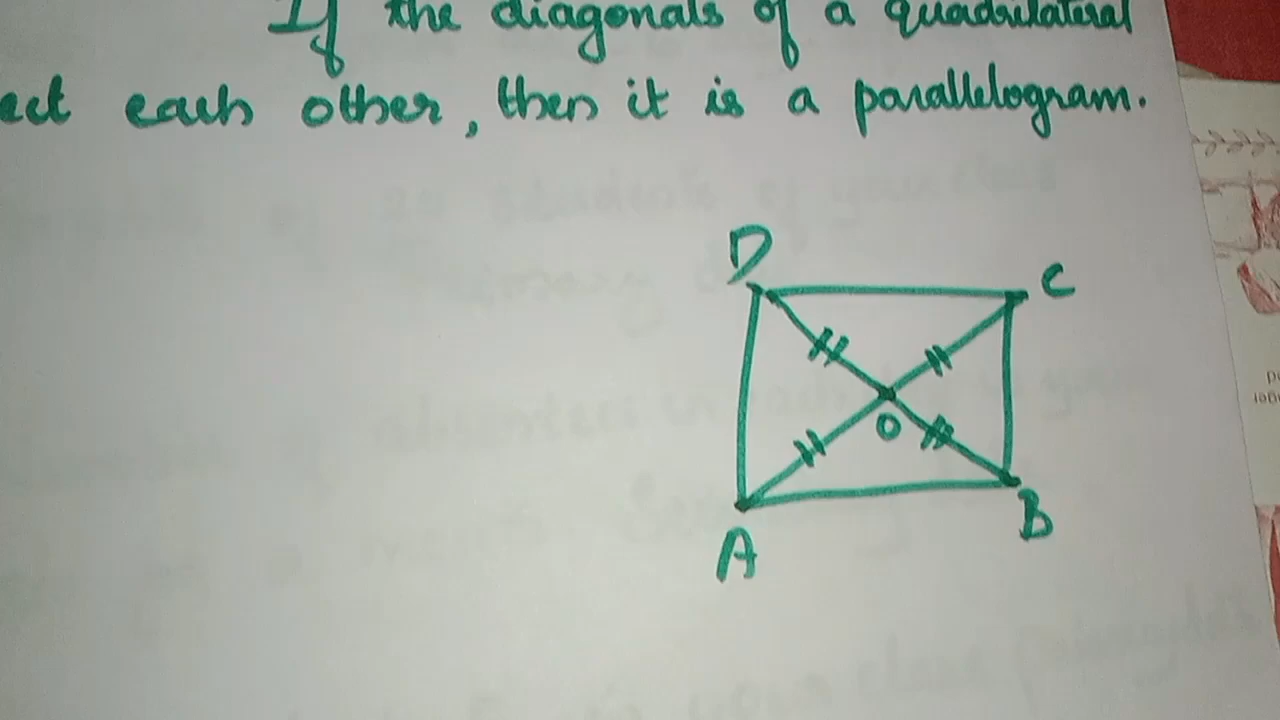 If the diagonals of a quadrilateral
ect each other, then it is a parallelogram.
D
C
O
A
B